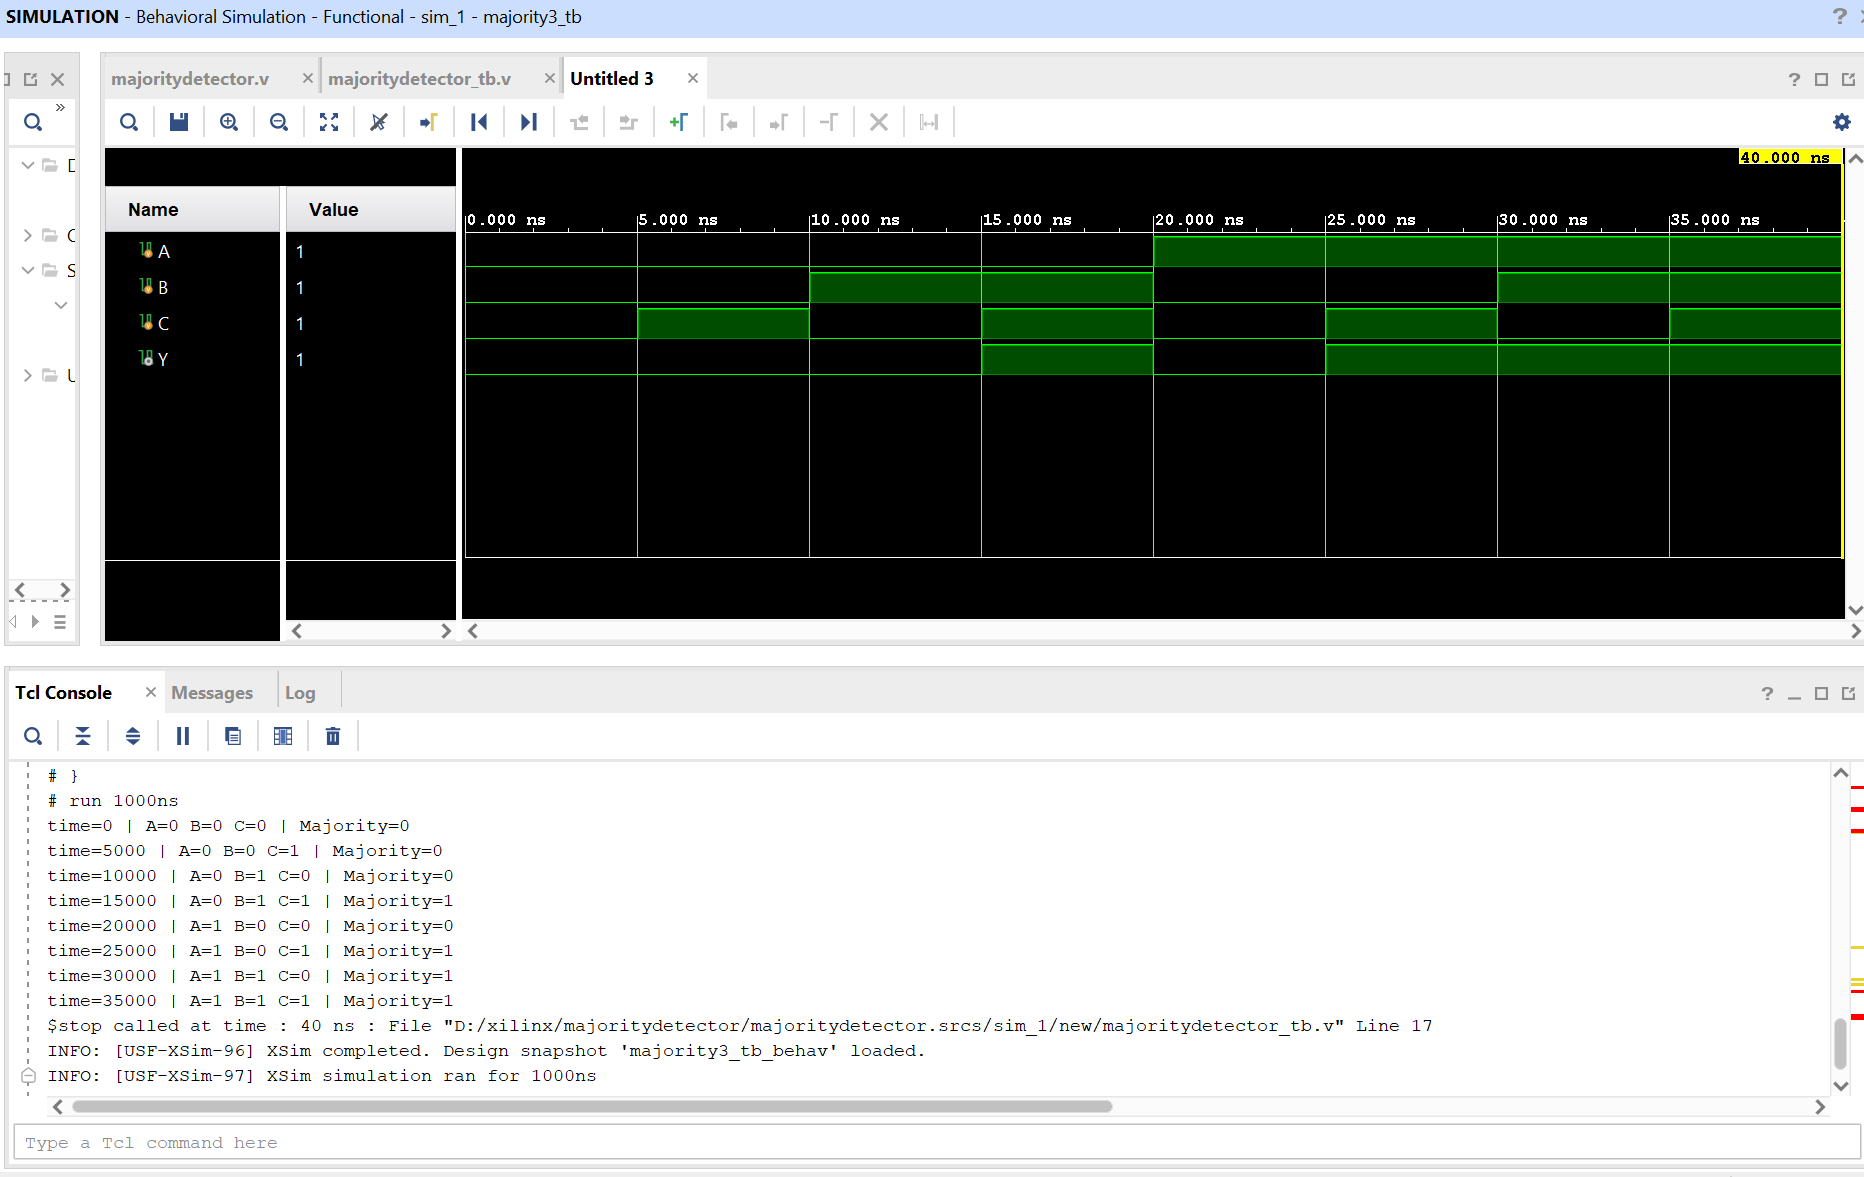 SIMULATION - Behavioral Simulation - Functional - sim_1 - majority3_tb
majoritydetector.v
majoritydetector_tb.v
Untitled 3
40.000 ns
Name
Value
0.000 ns
5.000 ns
10.000 ns
15.000 ns
20.000 ns
25.000 ns
30.000 ns
35.000 ns
A 1
B 1
C 1
Y 1
Tcl Console
Messages
Log
# }
# run 1000ns
time=0 | A=0 B=0 C=0 | Majority=0
time=5000 | A=0 B=0 C=1 | Majority=0
time=10000 | A=0 B=1 C=0 | Majority=0
time=15000 | A=0 B=1 C=1 | Majority=1
time=20000 | A=1 B=0 C=0 | Majority=0
time=25000 | A=1 B=0 C=1 | Majority=1
time=30000 | A=1 B=1 C=0 | Majority=1
time=35000 | A=1 B=1 C=1 | Majority=1
$stop called at time : 40 ns : File "D:/xilinx/majoritydetector/majoritydetector.srcs/sim_1/new/majoritydetector_tb.v" Line 17
INFO: [USF-XSim-96] XSim completed. Design snapshot 'majority3_tb_behav' loaded.
INFO: [USF-XSim-97] XSim simulation ran for 1000ns
Type a Tcl command here